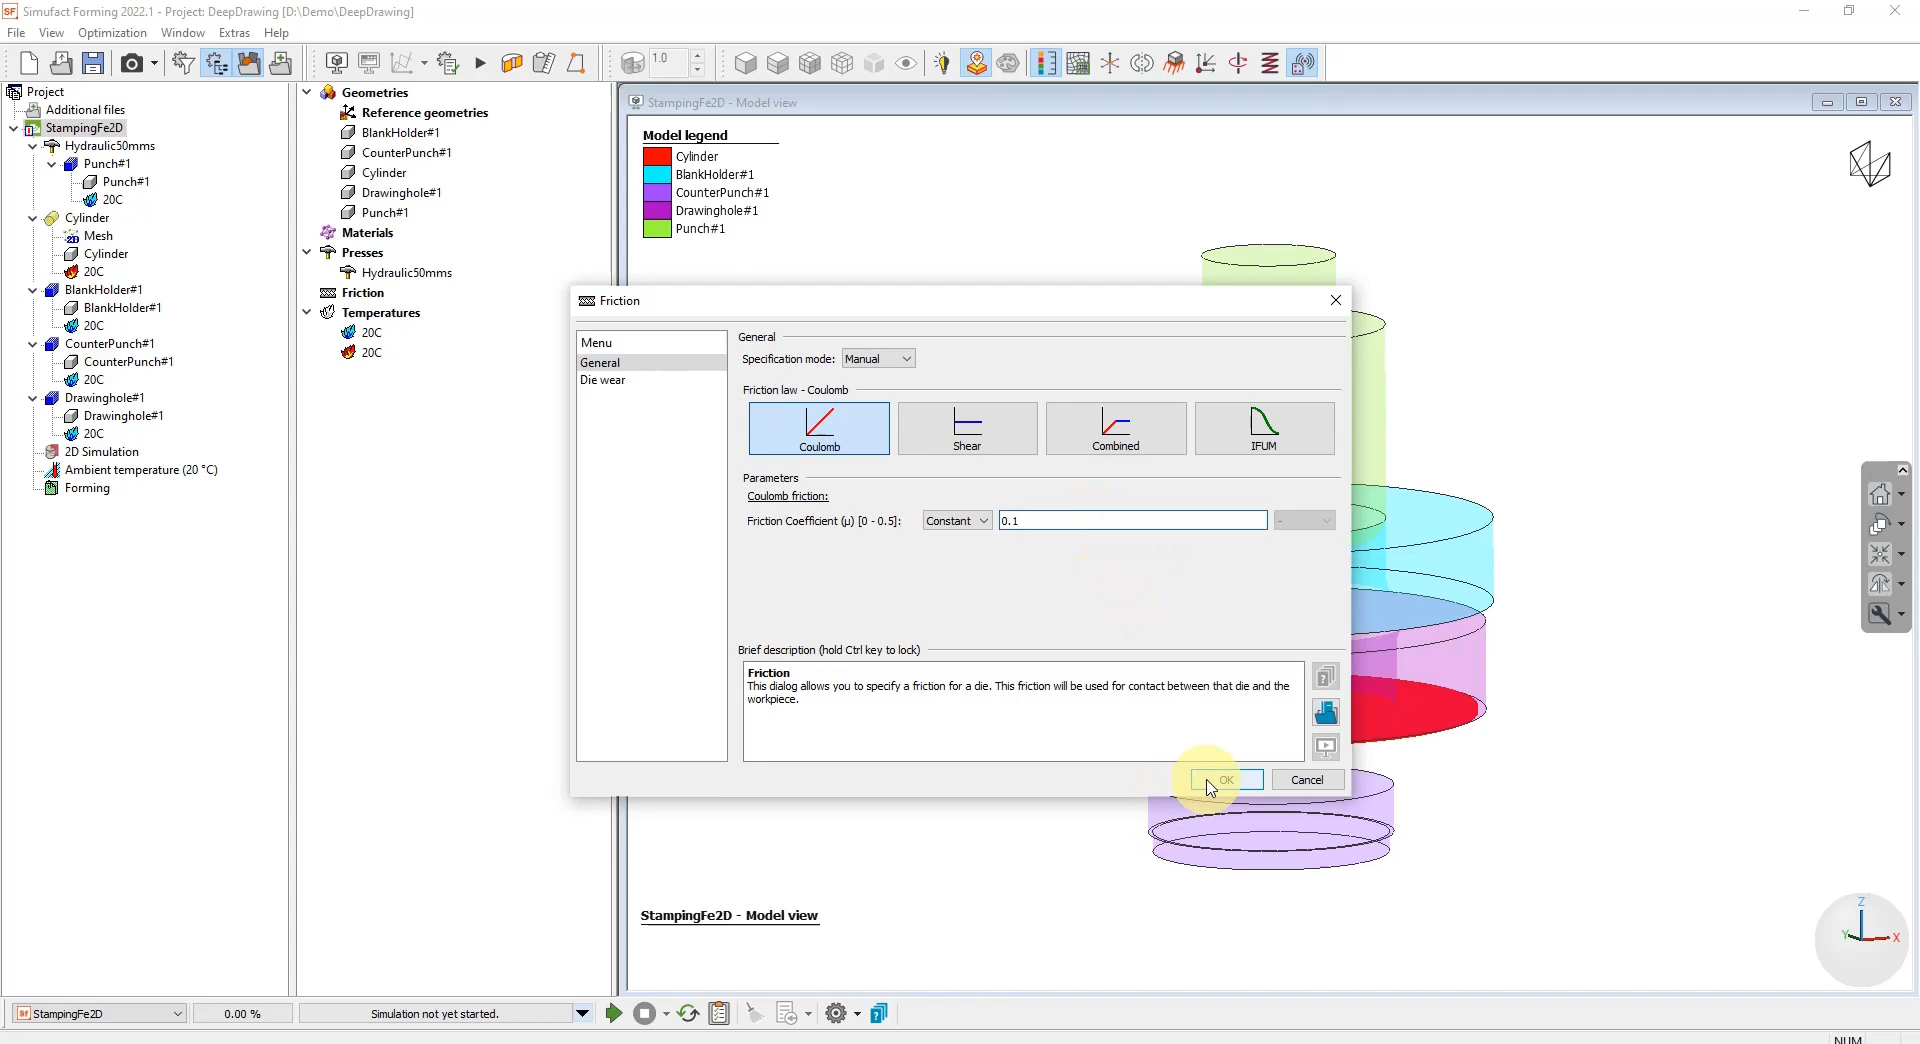 Simufact Forming 2022.1 - Project: DeepDrawing [D:\Demo\DeepDrawing]
File View Optimization Window Extras Help
1.0
Project
Additional files
StampingFe2D
Hydraulic50mms
Punch#1
Punch#1
20C
Cylinder
Mesh
Cylinder
20C
BlankHolder#1
BlankHolder#1
20C
CounterPunch#1
CounterPunch#1
20C
Drawinghole#1
Drawinghole#1
20C
2D Simulation
Ambient temperature (20 °C)
Forming
Geometries
Reference geometries
BlankHolder#1
CounterPunch#1
Cylinder
Drawinghole#1
Punch#1
Materials
Presses
Hydraulic50mms
Friction
Temperatures
20C
20C
StampingFe2D - Model view
Model legend
Cylinder
BlankHolder#1
CounterPunch#1
Drawinghole#1
Punch#1
Friction
Menu
General
Die wear
General
Specification mode: Manual
Friction law - Coulomb
Coulomb Shear Combined IFUM
Parameters
Coulomb friction:
Friction Coefficient (μ) [0 - 0.5]: Constant 0.1 -
Brief description (hold Ctrl key to lock)
Friction
This dialog allows you to specify a friction for a die. This friction will be used for contact between that die and the
workpiece.
OK Cancel
StampingFe2D - Model view
Z
Y X
StampingFe2D 0.00 % Simulation not yet started.
NUM